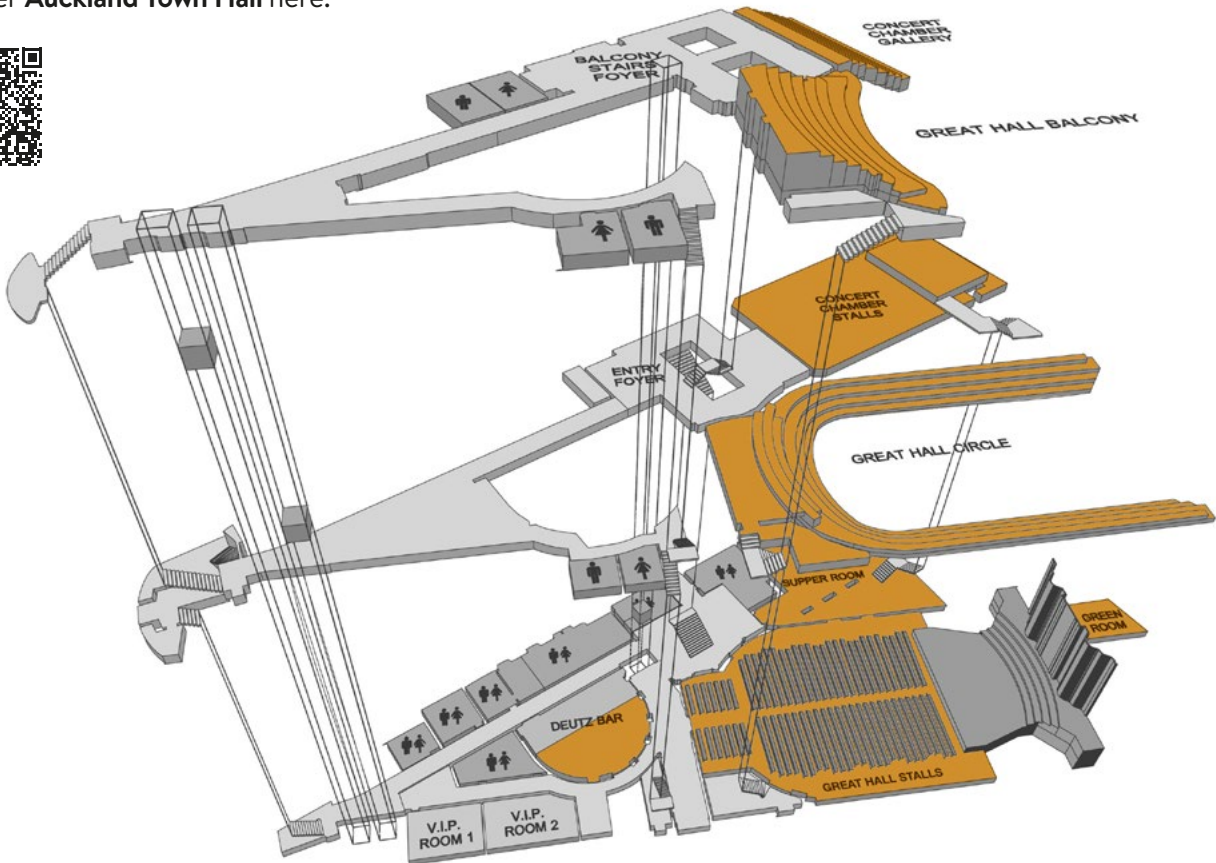 er Auckland Town Hall here.
CONCERT
CHAMBER
GALLERY
BALCONY
STAIRS
FOYER
GREAT HALL BALCONY
CONCERT
CHAMBER
STALLS
ENTRY
FOYER
GREAT HALL CIRCLE
SUPPER ROOM
GREEN
ROOM
DEUTZ BAR
GREAT HALL STALLS
V.I.P.
ROOM 1
V.I.P.
ROOM 2